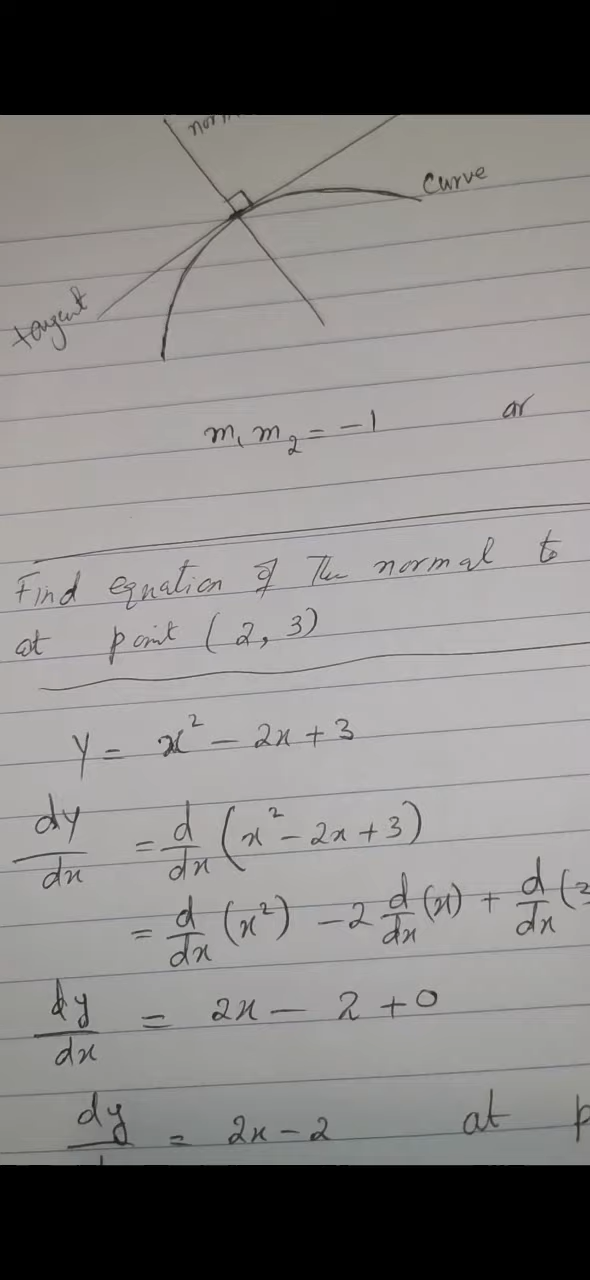 curve
tangent
m₁ m₂ = -1 or
Find equation of The normal to
at point (2, 3)
y = x² - 2x + 3
dy/dx = d/dx (x² - 2x + 3)
= d/dx (x²) - 2 d/dx (x) + d/dx (
dy/dx = 2x - 2 + 0
dy = 2x - 2 at